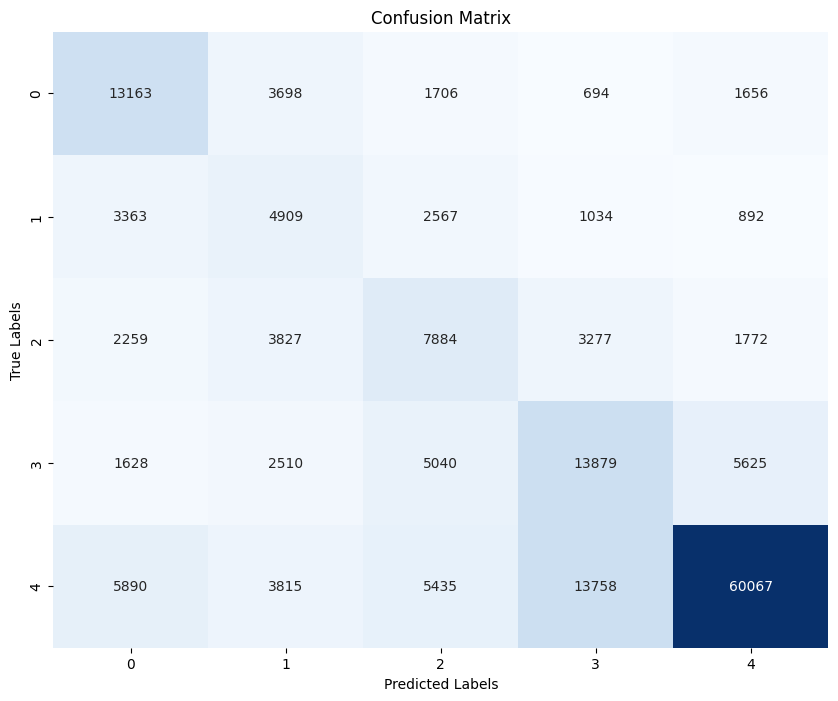 Confusion Matrix
0 13163 3698 1706 694 1656
1 3363 4909 2567 1034 892
2 2259 3827 7884 3277 1772
3 1628 2510 5040 13879 5625
4 5890 3815 5435 13758 60067
0 1 2 3 4
True Labels
Predicted Labels